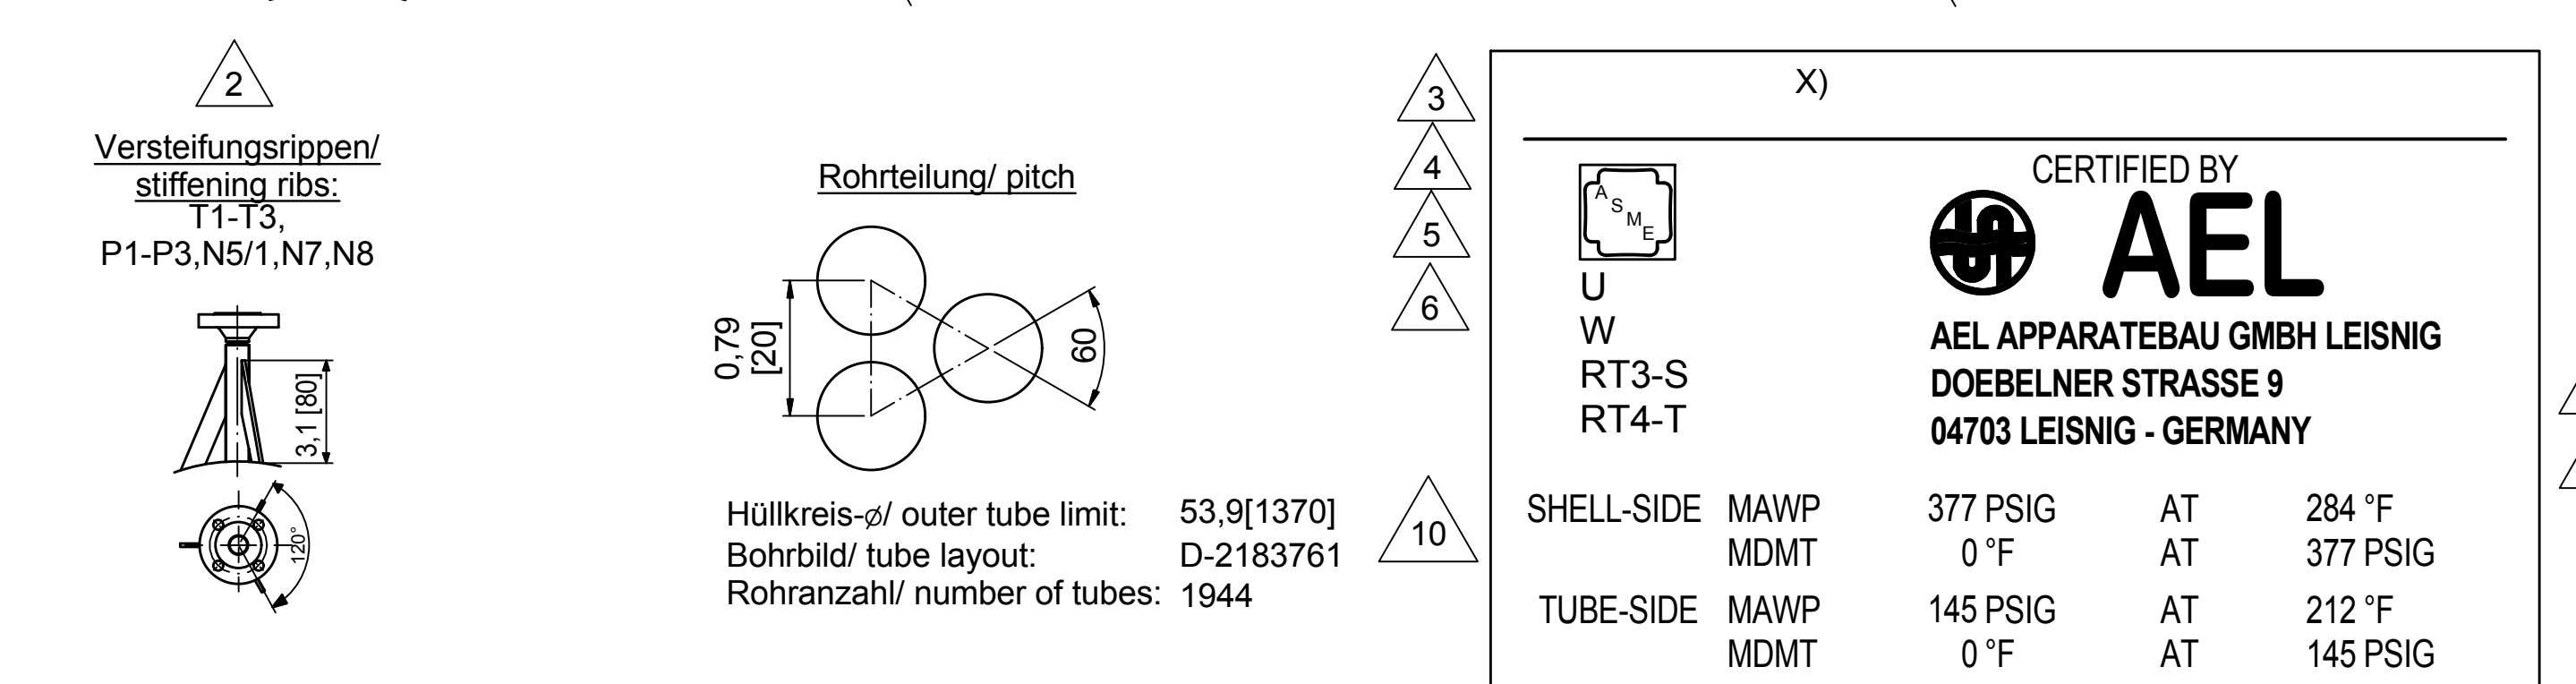 2
Versteifungsrippen/
stiffening ribs:
T1-T3,
P1-P3,N5/1,N7,N8
3,1 [80]
120°
Rohrteilung/ pitch
0,79
[20]
60
Hüllkreis-ø/ outer tube limit: 53,9[1370]
Bohrbild/ tube layout: D-2183761
Rohranzahl/ number of tubes: 1944
3
4
5
6
10
X)
ASME
U
W
RT3-S
RT4-T
CERTIFIED BY
AEL
AEL APPARATEBAU GMBH LEISNIG
DOEBELNER STRASSE 9
04703 LEISNIG - GERMANY
SHELL-SIDE MAWP 377 PSIG AT 284 °F
MDMT 0 °F AT 377 PSIG
TUBE-SIDE MAWP 145 PSIG AT 212 °F
MDMT 0 °F AT 145 PSIG